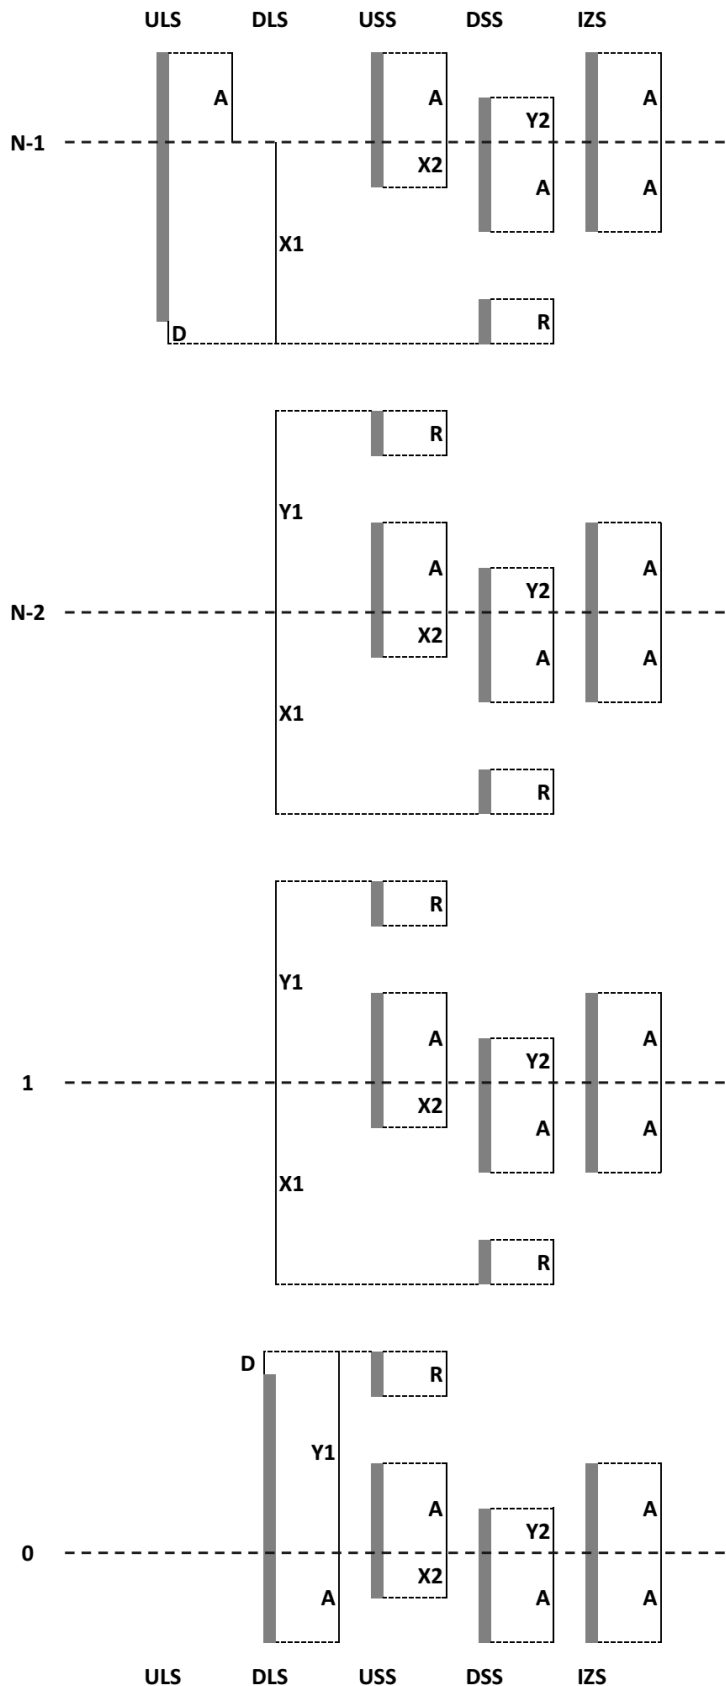 ULS DLS USS DSS IZS
A A Y2 A
N-1
X2
A A
X1
R
D
R
Y1
A A
Y2
N-2
X2
A A
X1
R
R
Y1
A A
Y2
1
X2
A A
X1
R
D
R
Y1
A A
Y2
0
X2
A A A
ULS DLS USS DSS IZS